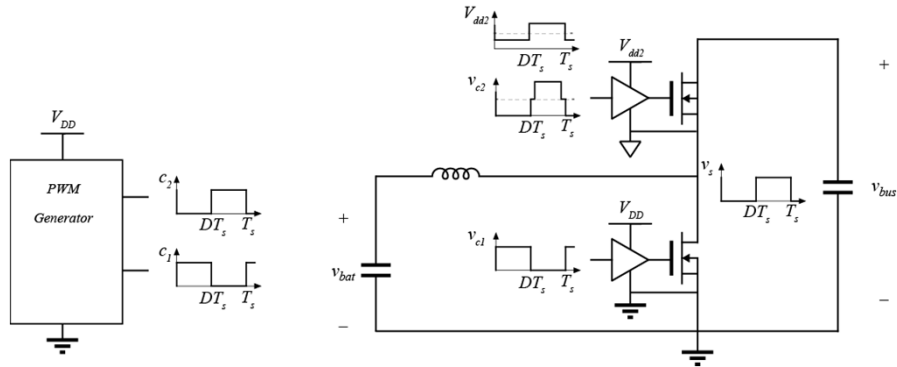 V_dd2
DT_s T_s
V_dd2
v_c2
DT_s T_s
V_DD
PWM
Generator
c_2
DT_s T_s
c_1
DT_s T_s
+
v_bat
−
V_DD
v_c1
DT_s T_s
v_s
DT_s T_s
+
v_bus
−